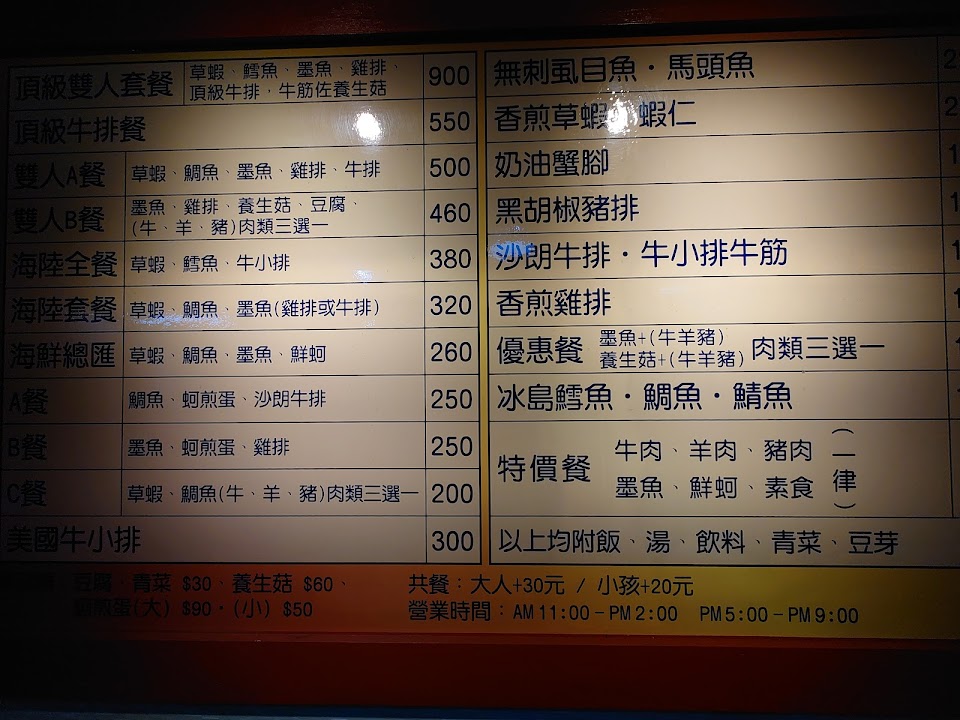 頂級雙人套餐 草蝦、鱈魚、墨魚、雞排、 900
頂級牛排，牛筋佐養生菇
頂級牛排餐 550
雙人A餐 草蝦、鯛魚、墨魚、雞排、牛排 500
雙人B餐 墨魚、雞排、養生菇、豆腐、 460
(牛、羊、豬)肉類三選一
海陸全餐 草蝦、鱈魚、牛小排 380
海陸套餐 草蝦、鯛魚、墨魚(雞排或牛排) 320
海鮮總匯 草蝦、鯛魚、墨魚、鮮蚵 260
A餐 鯛魚、蚵煎蛋、沙朗牛排 250
B餐 墨魚、蚵煎蛋、雞排 250
C餐 草蝦、鯛魚(牛、羊、豬)肉類三選一 200
美國牛小排 300
無刺虱目魚・馬頭魚
香煎草蝦・蝦仁
奶油蟹腳
黑胡椒豬排
沙朗牛排・牛小排牛筋
香煎雞排
優惠餐 墨魚+(牛羊豬) 肉類三選一
養生菇+(牛羊豬)
冰島鱈魚・鯛魚・鯖魚
特價餐 牛肉、羊肉、豬肉 (一律)
墨魚、鮮蚵、素食
以上均附飯、湯、飲料、青菜、豆芽
豆腐、青菜 $30、養生菇 $60、
煎蛋(大) $90・(小) $50
共餐：大人+30元 / 小孩+20元
營業時間：AM 11:00－PM 2:00 PM 5:00－PM 9:00